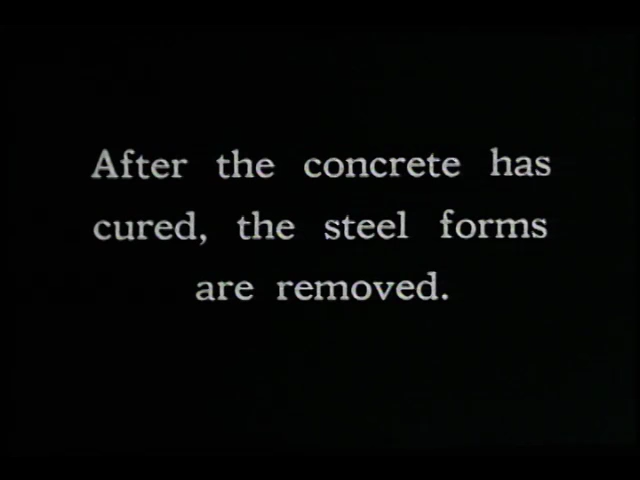 After the concrete has
cured, the steel forms
are removed.